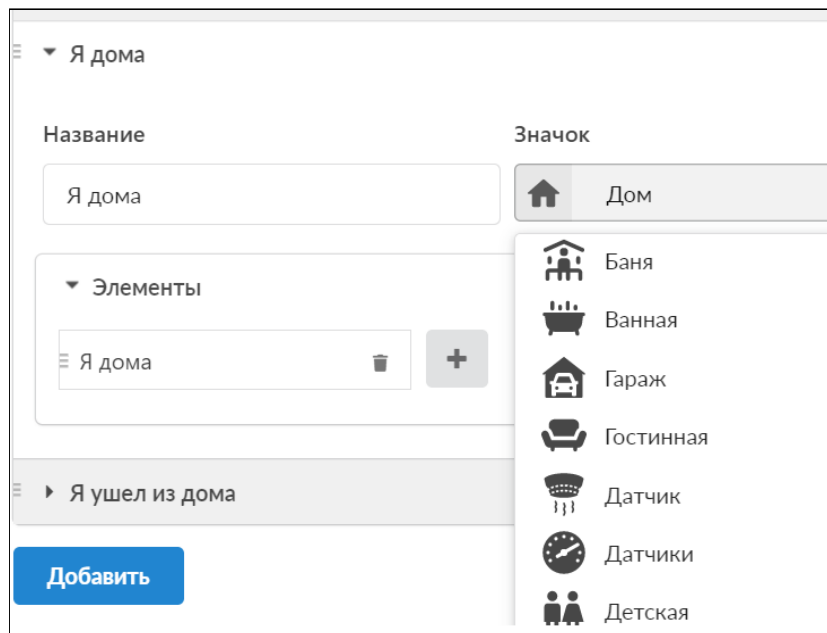 Я дома
Название
Значок
Я дома
Дом
Элементы
Я дома
Баня
Ванная
Гараж
Гостинная
Датчик
Датчики
Детская
Я ушел из дома
Добавить